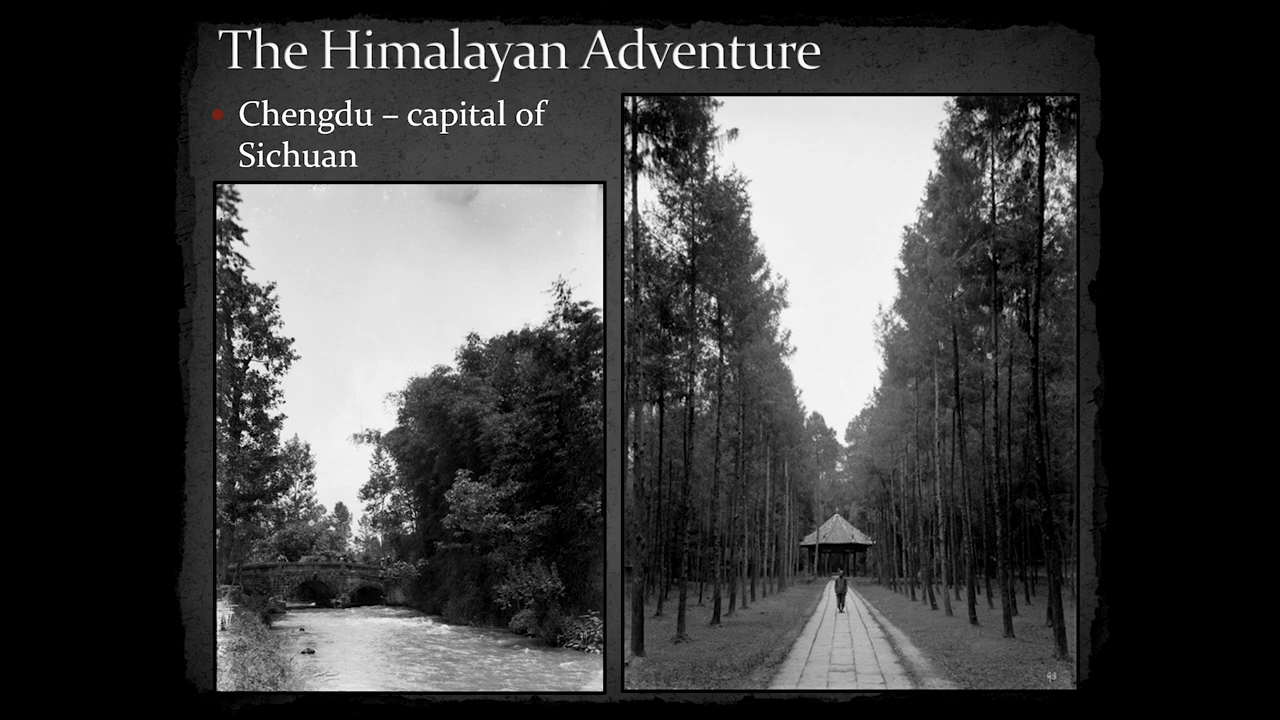 The Himalayan Adventure
• Chengdu – capital of
Sichuan